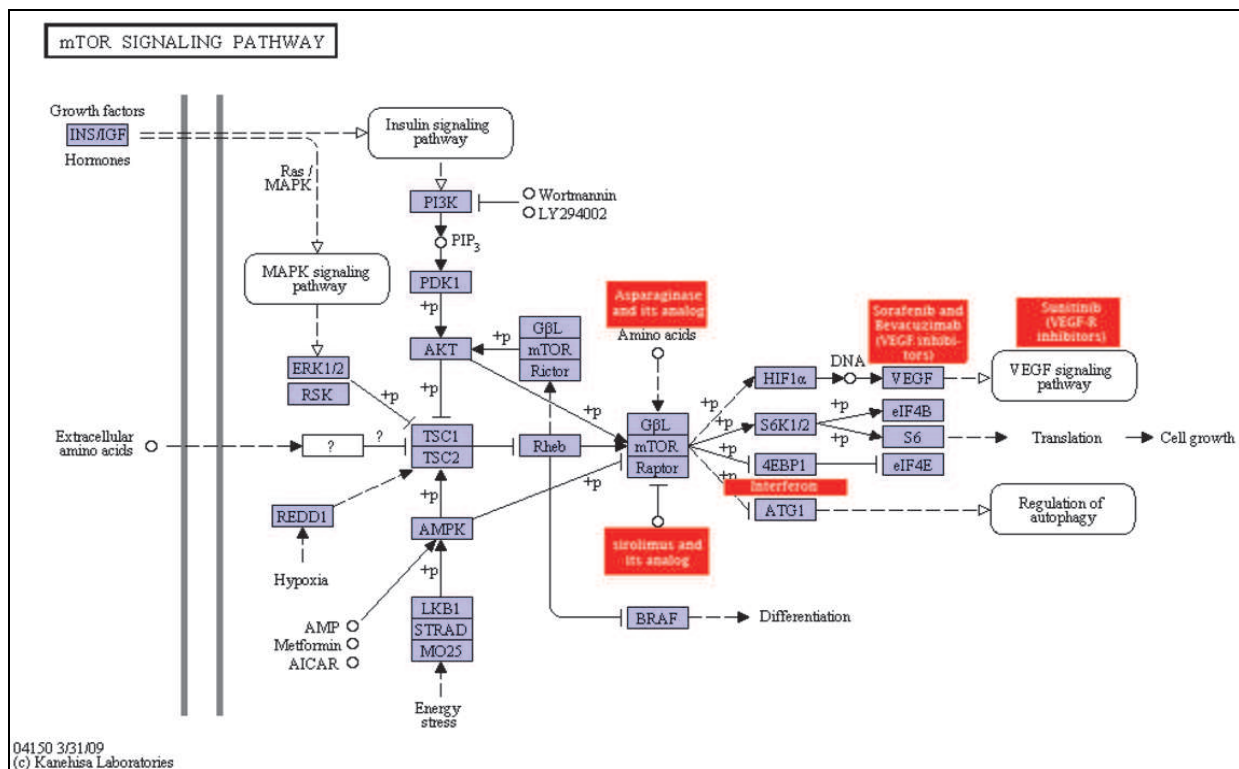 mTOR SIGNALING PATHWAY
Growth factors
INS/IGF
Hormones
Insulin signaling
pathway
Ras /
MAPK
PI3K
Wortmannin
LY294002
PIP3
MAPK signaling
pathway
PDK1
+p
Asparaginase
and its analog
Amino acids
Sorafenib and
Bevacuzimab
(VEGF inhibi-
tors)
Sunitinib
(VEGF-R
inhibitors)
GβL
mTOR
Rictor
+p
AKT
DNA
HIF1α
VEGF
VEGF signaling
pathway
ERK1/2
RSK
+p
+p
+p
+p
+p
+p
eIF4B
GβL
mTOR
Raptor
S6K1/2
+p
S6
Translation
Cell growth
Extracellular
amino acids
?
?
TSC1
TSC2
Rheb
+p
+p
4EBP1
eIF4E
+p
Interferon
ATG1
Regulation of
autophagy
REDD1
+p
AMPK
sirolimus and
its analog
Hypoxia
+p
LKB1
STRAD
MO25
AMP
Metformin
AICAR
BRAF
Differentiation
Energy
stress
04150 3/31/09
(c) Kanehisa Laboratories